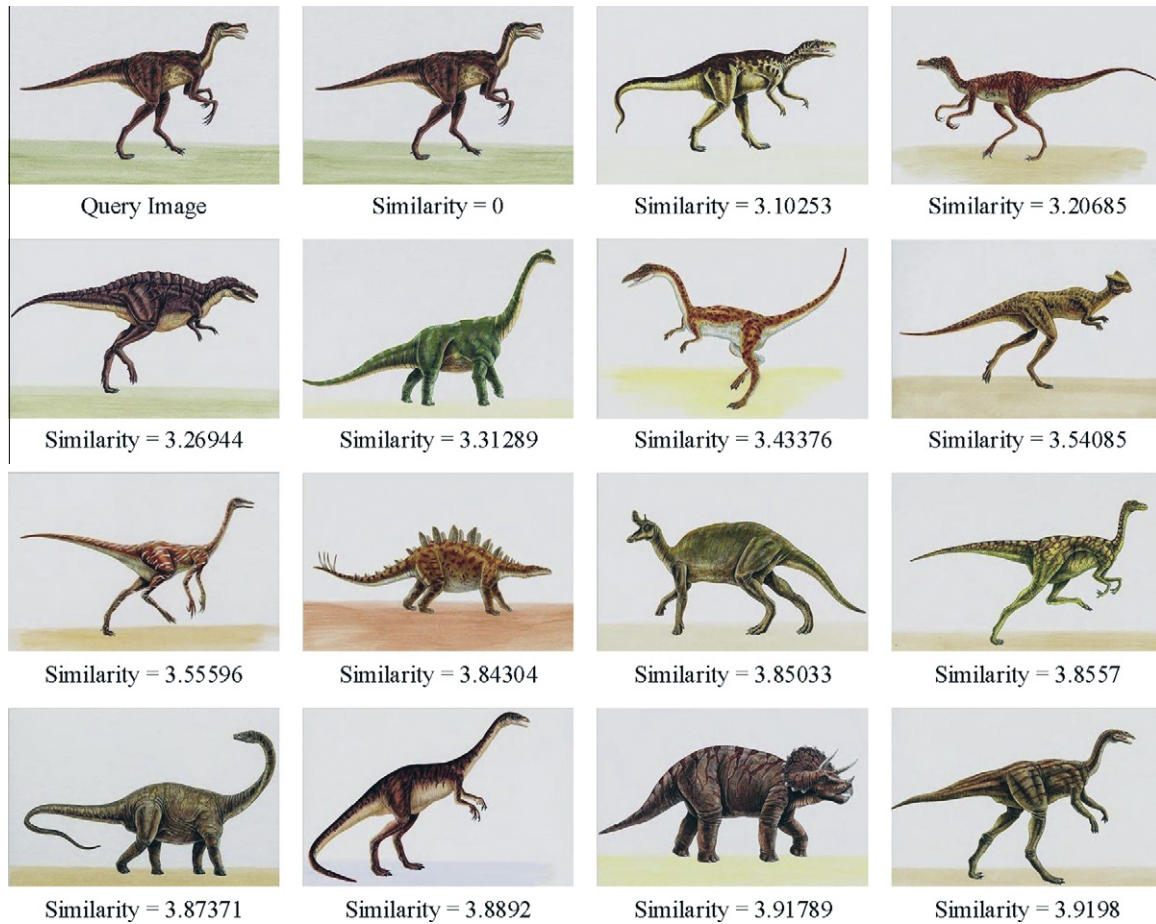 Query Image
Similarity = 0
Similarity = 3.10253
Similarity = 3.20685
Similarity = 3.26944
Similarity = 3.31289
Similarity = 3.43376
Similarity = 3.54085
Similarity = 3.55596
Similarity = 3.84304
Similarity = 3.85033
Similarity = 3.8557
Similarity = 3.87371
Similarity = 3.8892
Similarity = 3.91789
Similarity = 3.9198